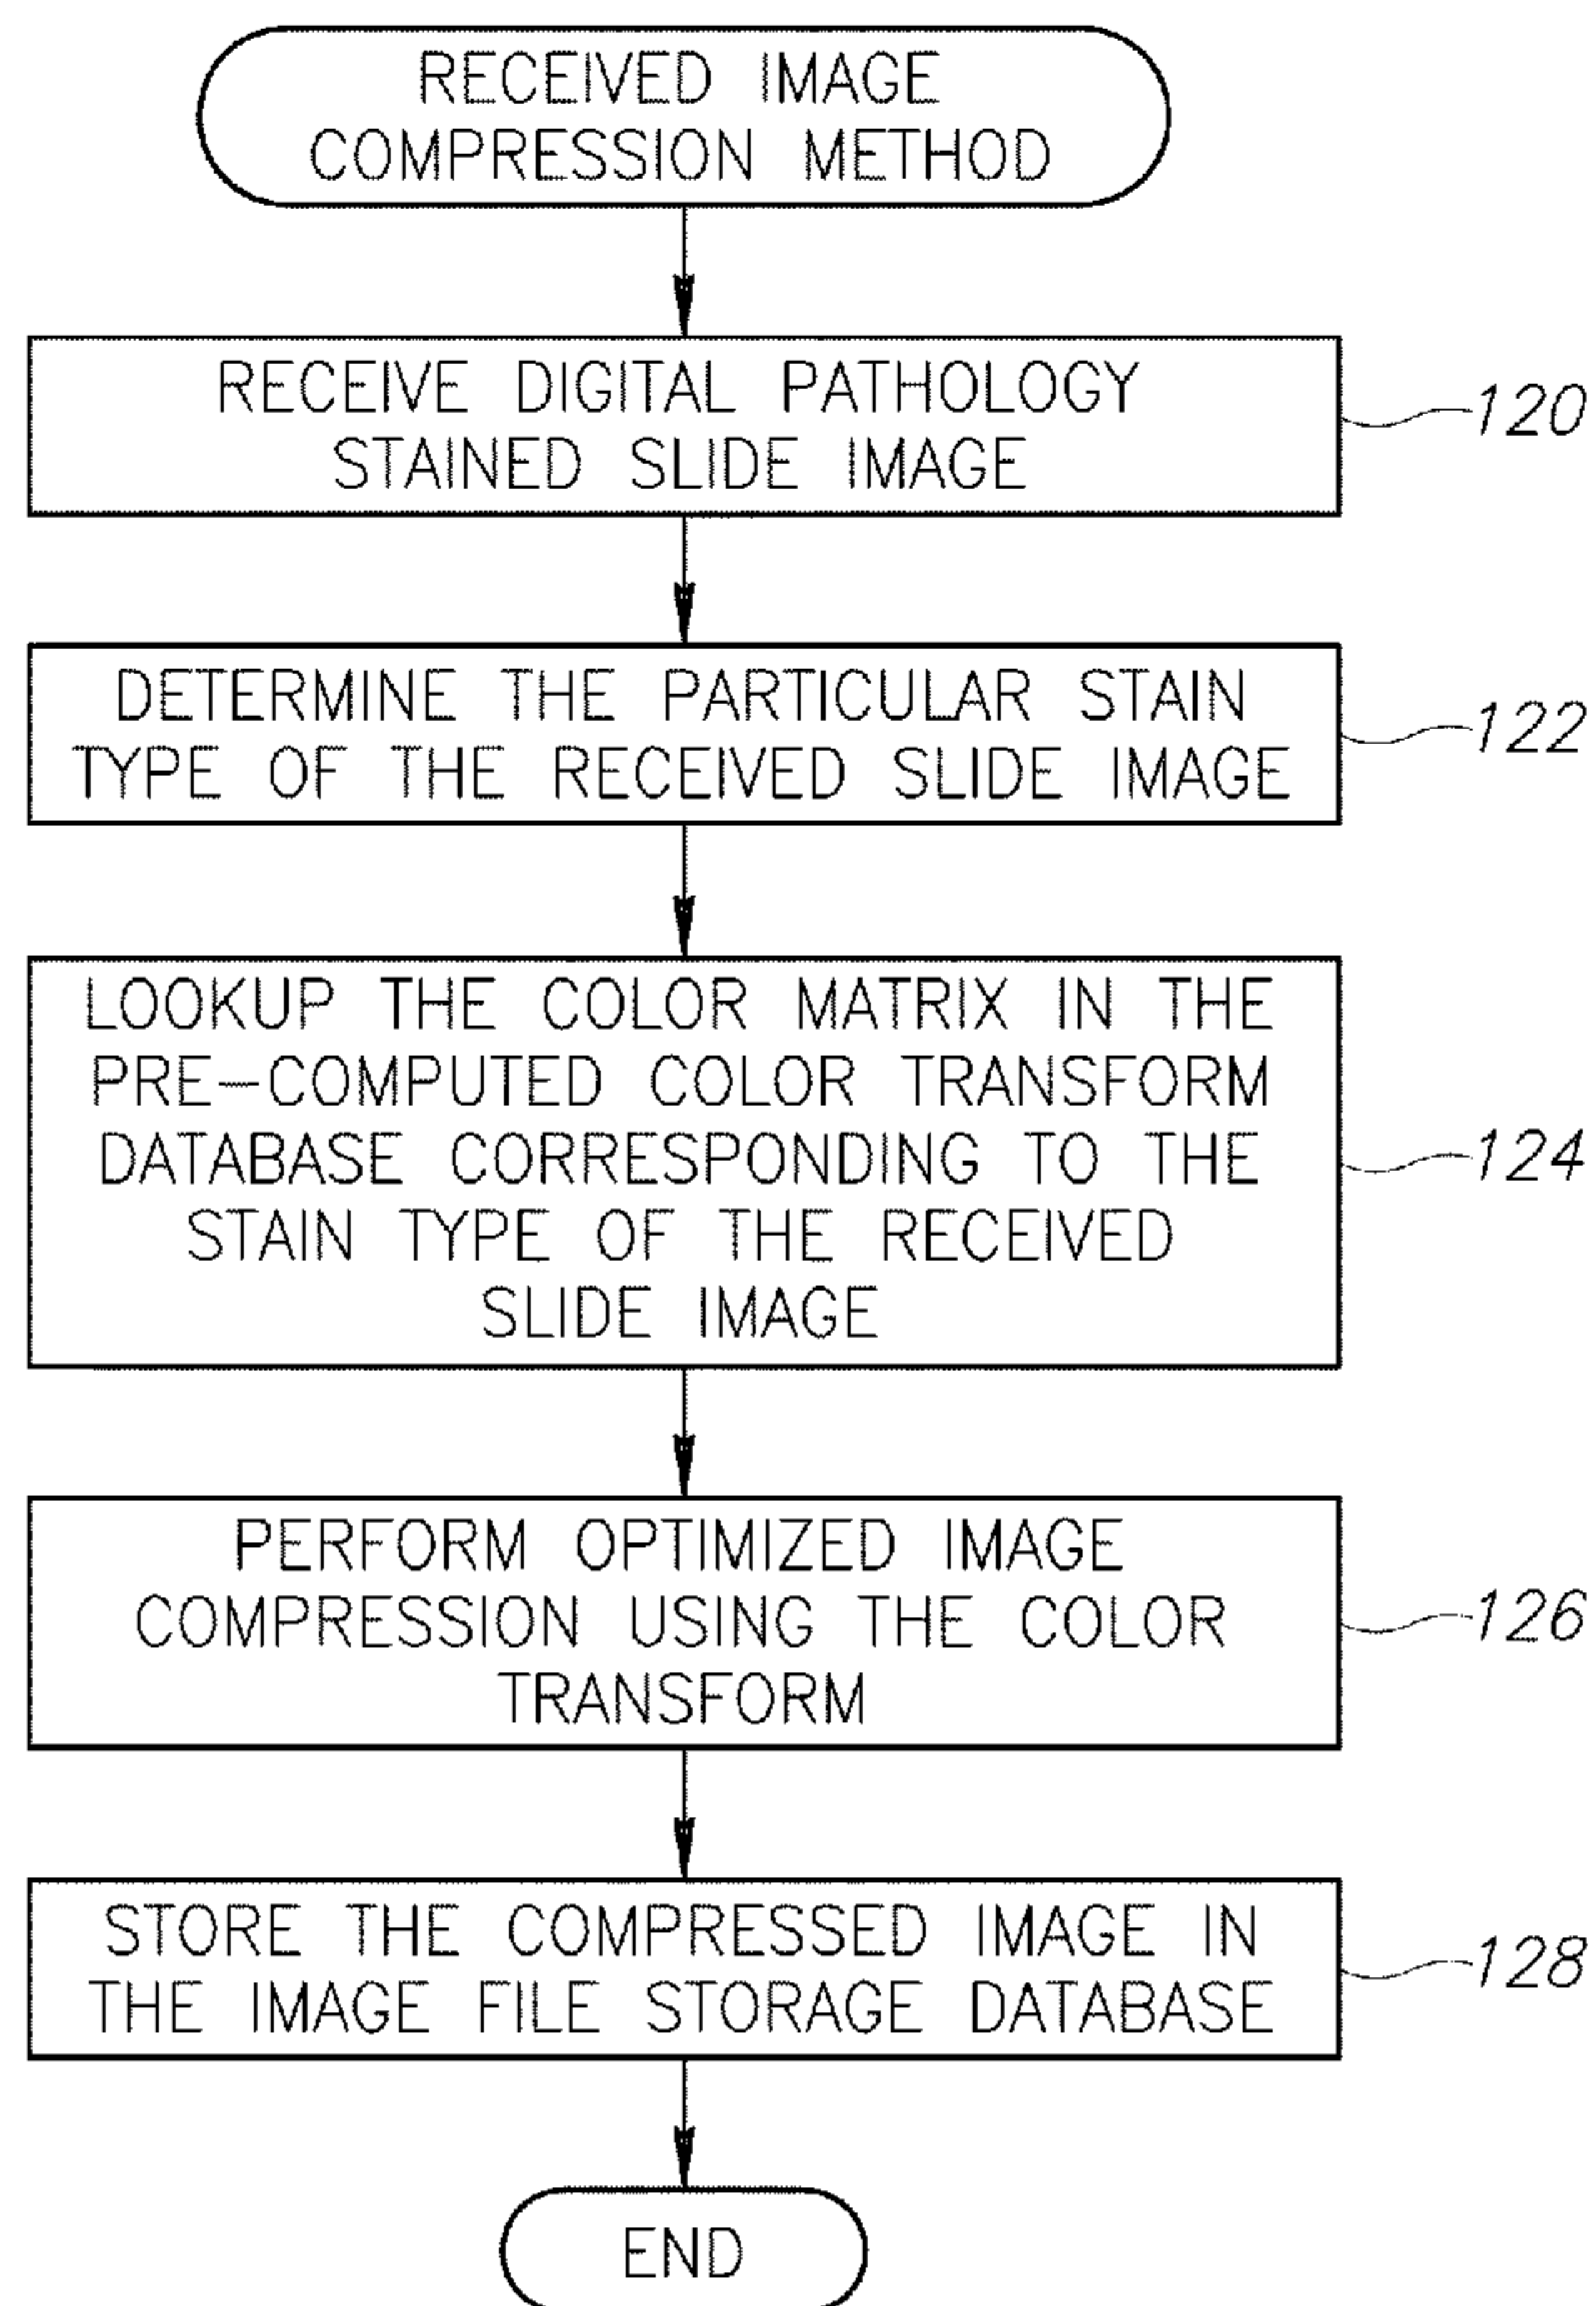 RECEIVED IMAGE
COMPRESSION METHOD
RECEIVE DIGITAL PATHOLOGY
STAINED SLIDE IMAGE
120
DETERMINE THE PARTICULAR STAIN
TYPE OF THE RECEIVED SLIDE IMAGE
122
LOOKUP THE COLOR MATRIX IN THE
PRE-COMPUTED COLOR TRANSFORM
DATABASE CORRESPONDING TO THE
STAIN TYPE OF THE RECEIVED
SLIDE IMAGE
124
PERFORM OPTIMIZED IMAGE
COMPRESSION USING THE COLOR
TRANSFORM
126
STORE THE COMPRESSED IMAGE IN
THE IMAGE FILE STORAGE DATABASE
128
END